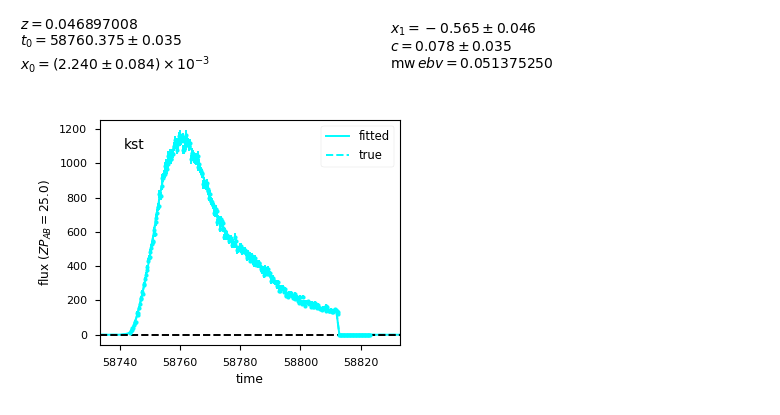 z = 0.046897008
t₀ = 58760.375 ± 0.035
x₀ = (2.240 ± 0.084) × 10⁻³
x₁ = −0.565 ± 0.046
c = 0.078 ± 0.035
mw ebv = 0.051375250
kst
fitted
true
1200
1000
800
600
400
200
0
flux (ZP_AB = 25.0)
58740 58760 58780 58800 58820
time